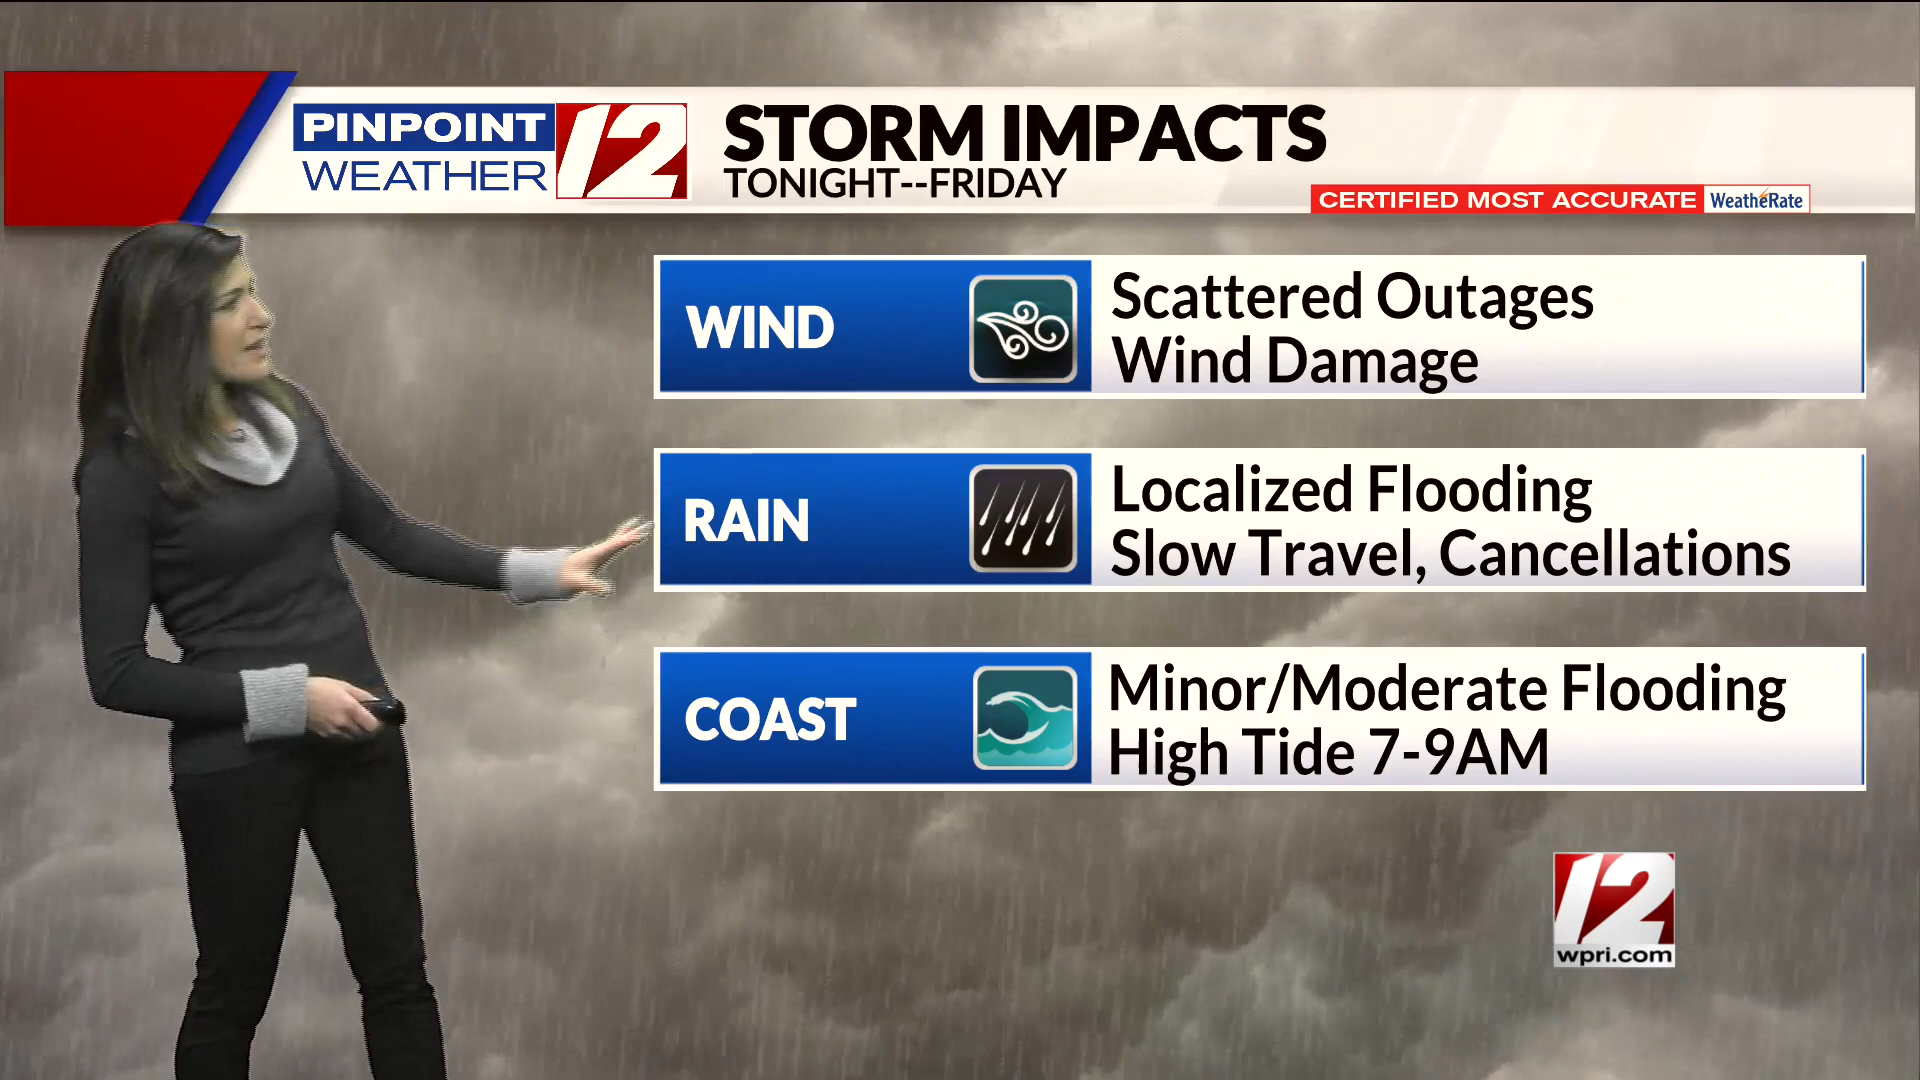 PINPOINT
WEATHER
12
STORM IMPACTS
TONIGHT--FRIDAY
CERTIFIED MOST ACCURATE WeatheRate
WIND
Scattered Outages
Wind Damage
RAIN
Localized Flooding
Slow Travel, Cancellations
COAST
Minor/Moderate Flooding
High Tide 7-9AM
12
wpri.com